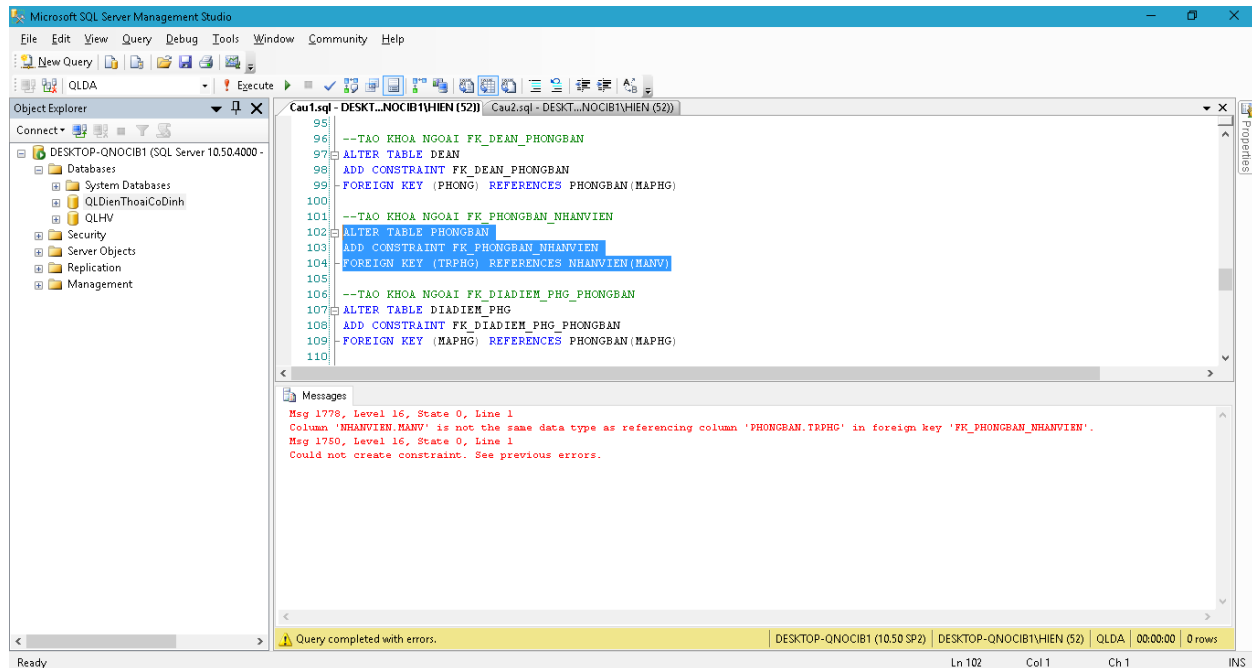 Microsoft SQL Server Management Studio
File Edit View Query Debug Tools Window Community Help
New Query
QLDA Execute
Object Explorer
Connect
DESKTOP-QNOCIB1 (SQL Server 10.50.4000 -
Databases
System Databases
QLDienThoaiCoDinh
QLHV
Security
Server Objects
Replication
Management
Cau1.sql - DESKT...NOCIB1\HIEN (52)) Cau2.sql - DESKT...NOCIB1\HIEN (52))
95
96 --TAO KHOA NGOAI FK_DEAN_PHONGBAN
97 ALTER TABLE DEAN
98 ADD CONSTRAINT FK_DEAN_PHONGBAN
99 FOREIGN KEY (PHONG) REFERENCES PHONGBAN(MAPHG)
100
101 --TAO KHOA NGOAI FK_PHONGBAN_NHANVIEN
102 ALTER TABLE PHONGBAN
103 ADD CONSTRAINT FK_PHONGBAN_NHANVIEN
104 FOREIGN KEY (TRPHG) REFERENCES NHANVIEN(MANV)
105
106 --TAO KHOA NGOAI FK_DIADIEM_PHG_PHONGBAN
107 ALTER TABLE DIADIEM_PHG
108 ADD CONSTRAINT FK_DIADIEM_PHG_PHONGBAN
109 FOREIGN KEY (MAPHG) REFERENCES PHONGBAN(MAPHG)
110
Properties
Messages
Msg 1778, Level 16, State 0, Line 1
Column 'NHANVIEN.MANV' is not the same data type as referencing column 'PHONGBAN.TRPHG' in foreign key 'FK_PHONGBAN_NHANVIEN'.
Msg 1750, Level 16, State 0, Line 1
Could not create constraint. See previous errors.
Query completed with errors. DESKTOP-QNOCIB1 (10.50 SP2) DESKTOP-QNOCIB1\HIEN (52) QLDA 00:00:00 0 rows
Ready Ln 102 Col 1 Ch 1 INS